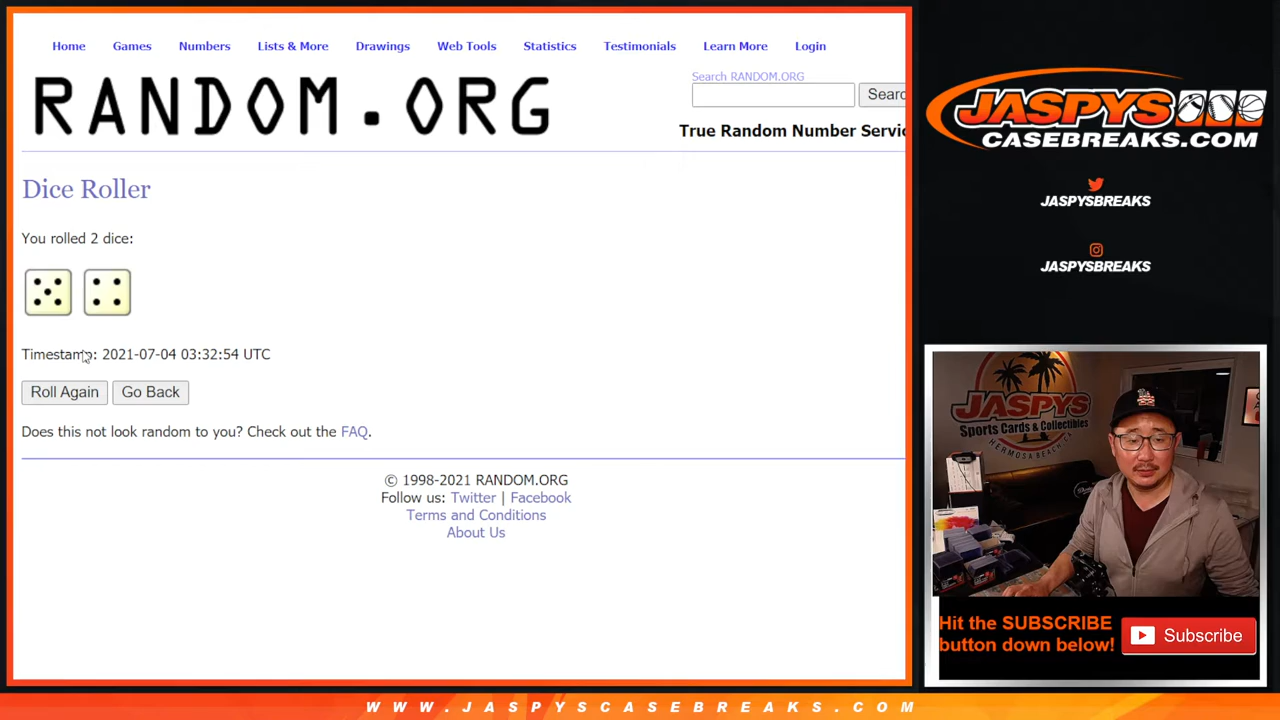 Home Games Numbers Lists & More Drawings Web Tools Statistics Testimonials Learn More Login
RANDOM.ORG
Search RANDOM.ORG
Searc
True Random Number Servic
Dice Roller
You rolled 2 dice:
Timestamp: 2021-07-04 03:32:54 UTC
Roll Again Go Back
Does this not look random to you? Check out the FAQ.
© 1998-2021 RANDOM.ORG
Follow us: Twitter | Facebook
Terms and Conditions
About Us
JASPYS
CASEBREAKS.COM
JASPYSBREAKS
JASPYSBREAKS
JASPYS
Sports Cards & Collectibles
HERMOSA BEACH, CA
Hit the SUBSCRIBE
button down below!
Subscribe
WWW.JASPYSCASEBREAKS.COM